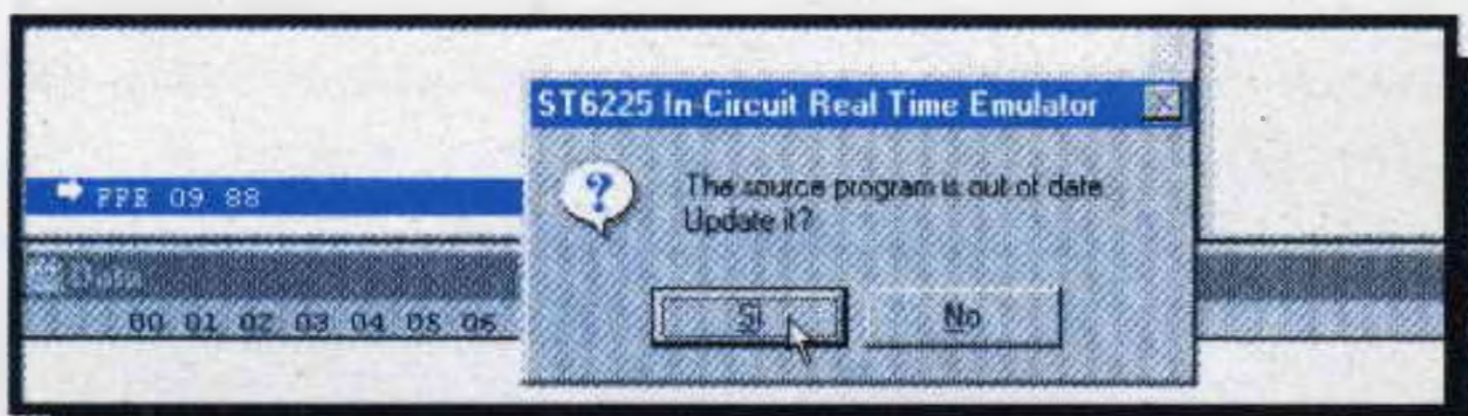 ST6225 In-Circuit Real Time Emulator
The source program is out of date
Update it?
Sì
No
FFE 09 88
Data
00 01 02 03 04 05 06